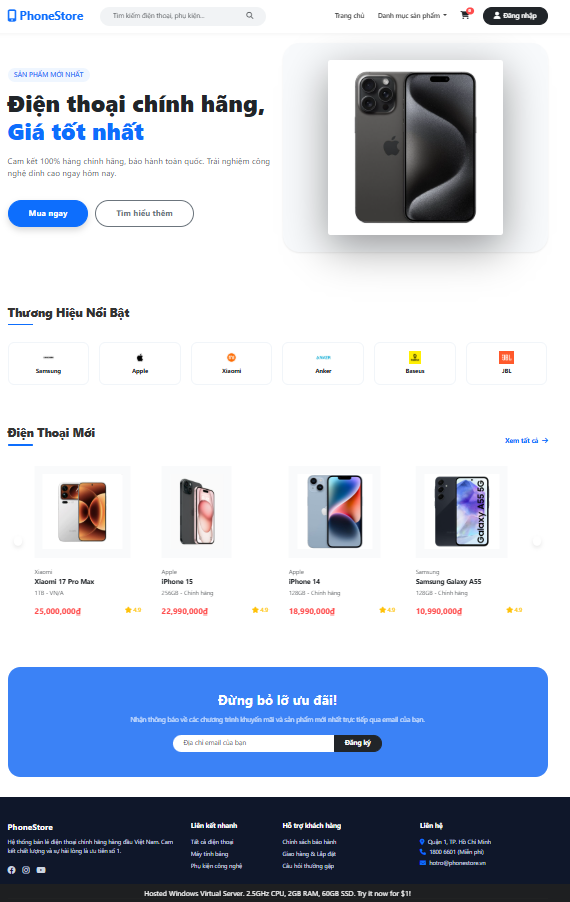 PhoneStore
Tìm kiếm điện thoại, phụ kiện...
Trang chủ
Danh mục sản phẩm
Đăng nhập
SẢN PHẨM MỚI NHẤT
Điện thoại chính hãng,
Giá tốt nhất
Cam kết 100% hàng chính hãng, bảo hành toàn quốc. Trải nghiệm công
nghệ đỉnh cao ngay hôm nay.
Mua ngay
Tìm hiểu thêm
Thương Hiệu Nổi Bật
Samsung
Apple
Xiaomi
ANKER
Anker
Baseus
JBL
JBL
Điện Thoại Mới
Xem tất cả
Galaxy A55 5G
Xiaomi
Xiaomi 17 Pro Max
1TB - VN/A
25,000,000₫
4.9
Apple
iPhone 15
256GB - Chính hãng
22,990,000₫
4.9
Apple
iPhone 14
128GB - Chính hãng
18,990,000₫
4.9
Samsung
Samsung Galaxy A55
128GB - Chính hãng
10,990,000₫
4.9
Đừng bỏ lỡ ưu đãi!
Nhận thông báo về các chương trình khuyến mãi và sản phẩm mới nhất trực tiếp qua email của bạn.
Địa chỉ email của bạn
Đăng ký
PhoneStore
Hệ thống bán lẻ điện thoại chính hãng hàng đầu Việt Nam. Cam
kết chất lượng và sự hài lòng là ưu tiên số 1.
Liên kết nhanh
Tất cả điện thoại
Máy tính bảng
Phụ kiện công nghệ
Hỗ trợ khách hàng
Chính sách bảo hành
Giao hàng & Lắp đặt
Câu hỏi thường gặp
Liên hệ
Quận 1, TP. Hồ Chí Minh
1800 6601 (Miễn phí)
hotro@phonestore.vn
Hosted Windows Virtual Server. 2.5GHz CPU, 2GB RAM, 60GB SSD. Try it now for $1!